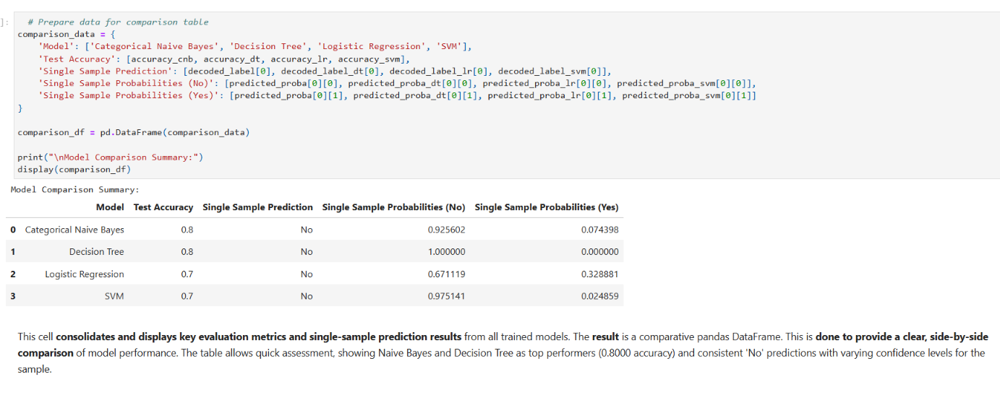 ]:
# Prepare data for comparison table
comparison_data = {
    'Model': ['Categorical Naive Bayes', 'Decision Tree', 'Logistic Regression', 'SVM'],
    'Test Accuracy': [accuracy_cnb, accuracy_dt, accuracy_lr, accuracy_svm],
    'Single Sample Prediction': [decoded_label[0], decoded_label_dt[0], decoded_label_lr[0], decoded_label_svm[0]],
    'Single Sample Probabilities (No)': [predicted_proba[0][0], predicted_proba_dt[0][0], predicted_proba_lr[0][0], predicted_proba_svm[0][0]],
    'Single Sample Probabilities (Yes)': [predicted_proba[0][1], predicted_proba_dt[0][1], predicted_proba_lr[0][1], predicted_proba_svm[0][1]]
}
comparison_df = pd.DataFrame(comparison_data)
print("\nModel Comparison Summary:")
display(comparison_df)
Model Comparison Summary:
Model Test Accuracy Single Sample Prediction Single Sample Probabilities (No) Single Sample Probabilities (Yes)
0 Categorical Naive Bayes 0.8 No 0.925602 0.074398
1 Decision Tree 0.8 No 1.000000 0.000000
2 Logistic Regression 0.7 No 0.671119 0.328881
3 SVM 0.7 No 0.975141 0.024859
This cell consolidates and displays key evaluation metrics and single-sample prediction results from all trained models. The result is a comparative pandas DataFrame. This is done to provide a clear, side-by-side
comparison of model performance. The table allows quick assessment, showing Naive Bayes and Decision Tree as top performers (0.8000 accuracy) and consistent 'No' predictions with varying confidence levels for the
sample.